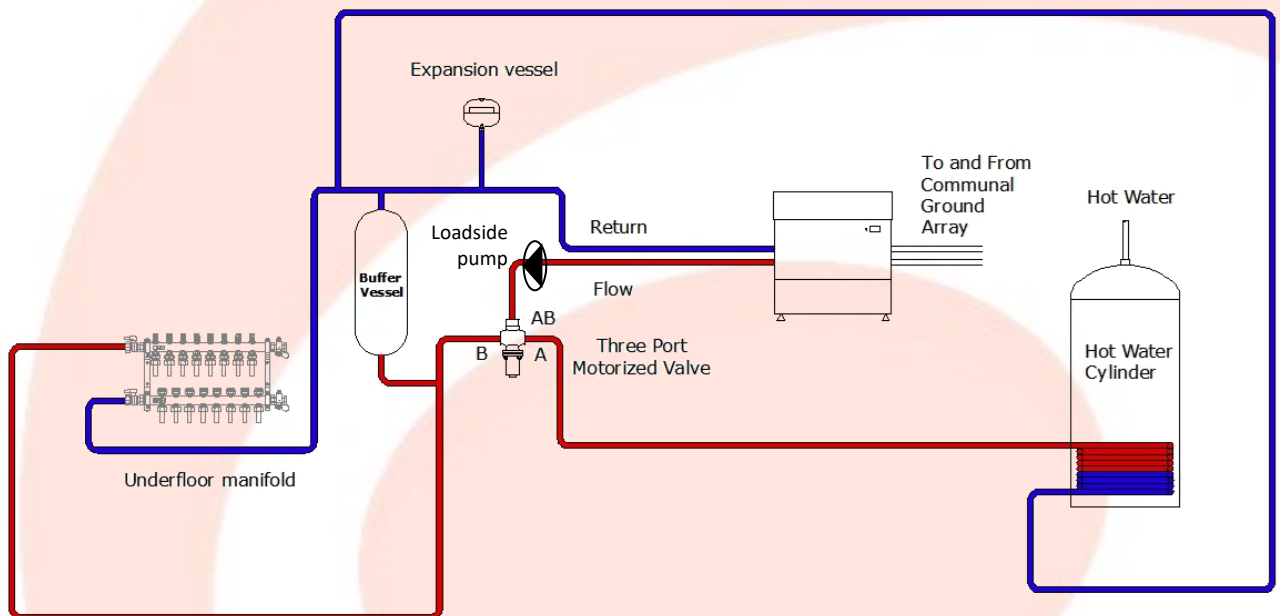 Expansion vessel
To and From
Communal
Ground
Array
Hot Water
Loadside
pump
Return
Flow
Buffer
Vessel
AB
B
A
Three Port
Motorized Valve
Hot Water
Cylinder
Underfloor manifold